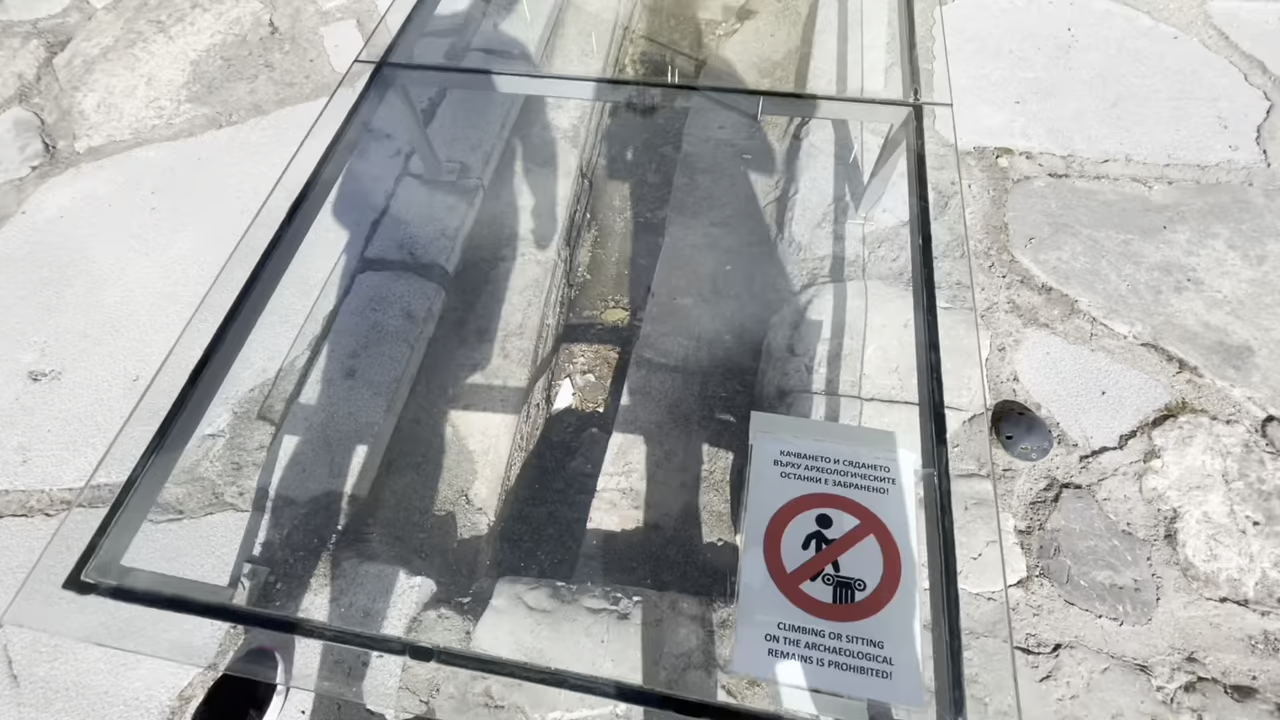 КАЧВАНЕТО И СЯДАНЕТО
ВЪРХУ АРХЕОЛОГИЧЕСКИТЕ
ОСТАНКИ Е ЗАБРАНЕНО!
CLIMBING OR SITTING
ON THE ARCHAEOLOGICAL
REMAINS IS PROHIBITED!